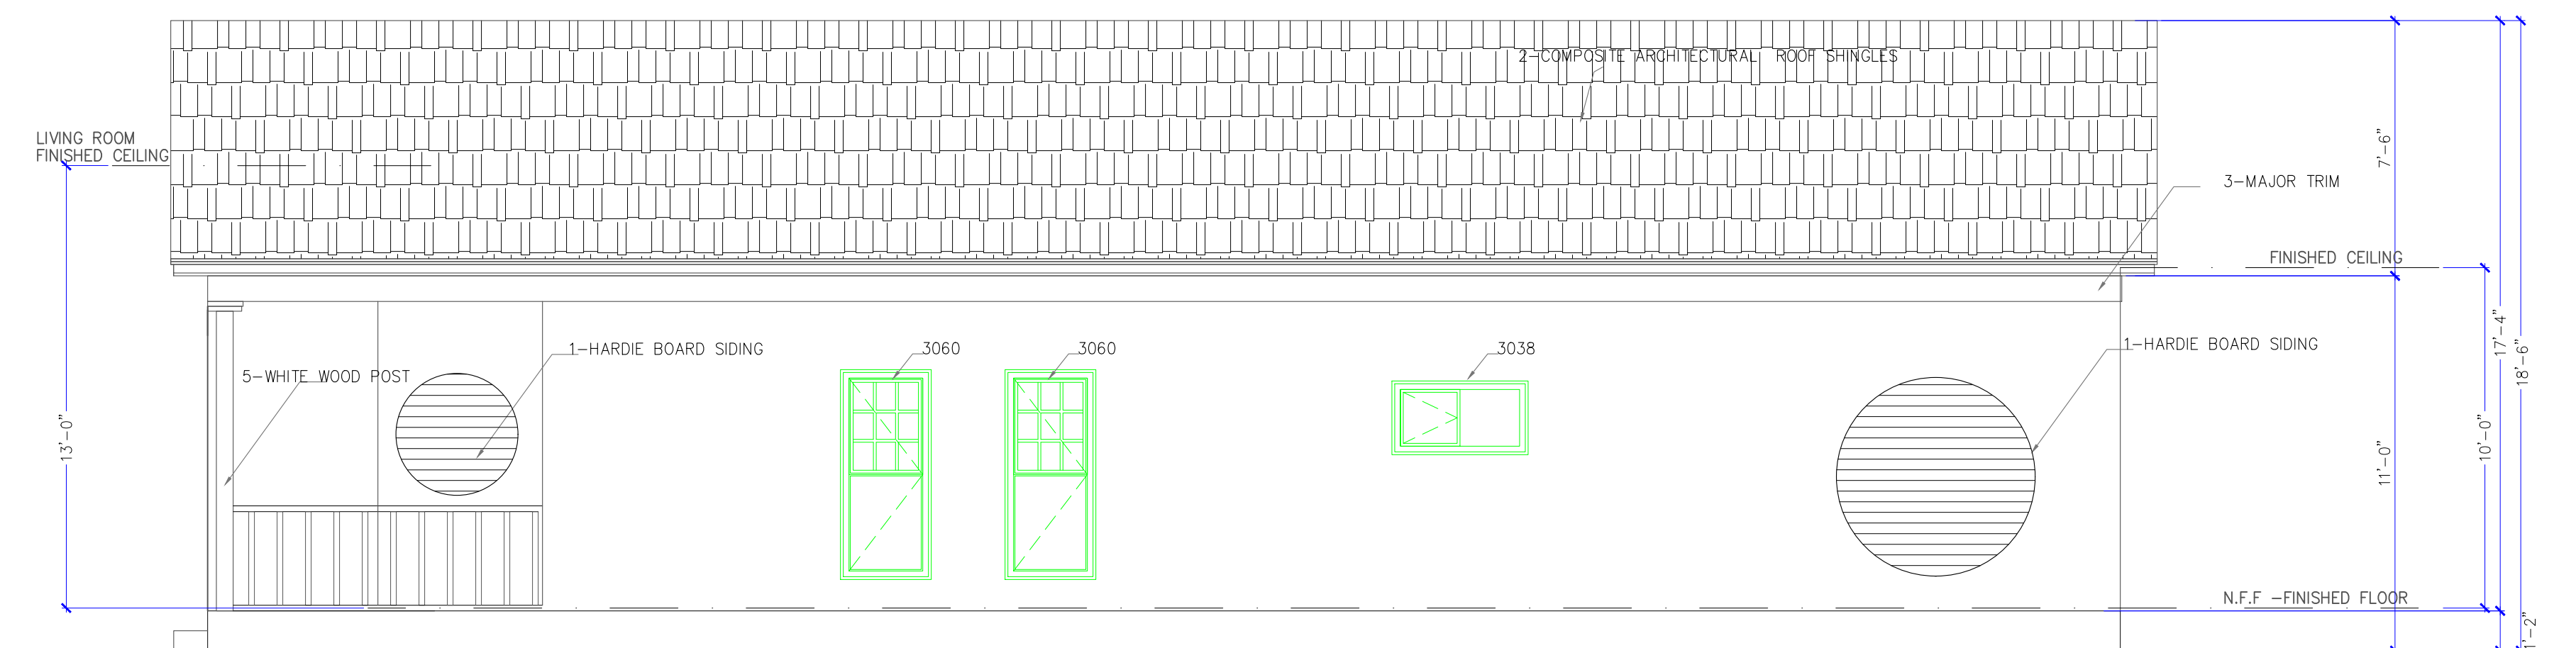 2-COMPOSITE ARCHITECTURAL ROOF SHINGLES
LIVING ROOM
FINISHED CEILING
7'-6"
3-MAJOR TRIM
FINISHED CEILING
1-HARDIE BOARD SIDING
3060
3060
3038
1-HARDIE BOARD SIDING
5-WHITE WOOD POST
17'-4"
18'-6"
13'-0"
10'-0"
11'-0"
N.F.F -FINISHED FLOOR
1'-2"